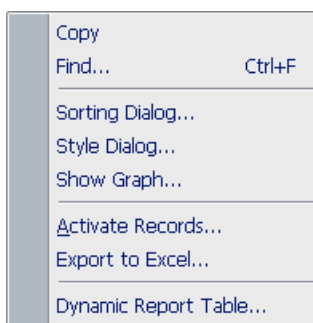 Copy
Find... Ctrl+F
Sorting Dialog...
Style Dialog...
Show Graph...
Activate Records...
Export to Excel...
Dynamic Report Table...